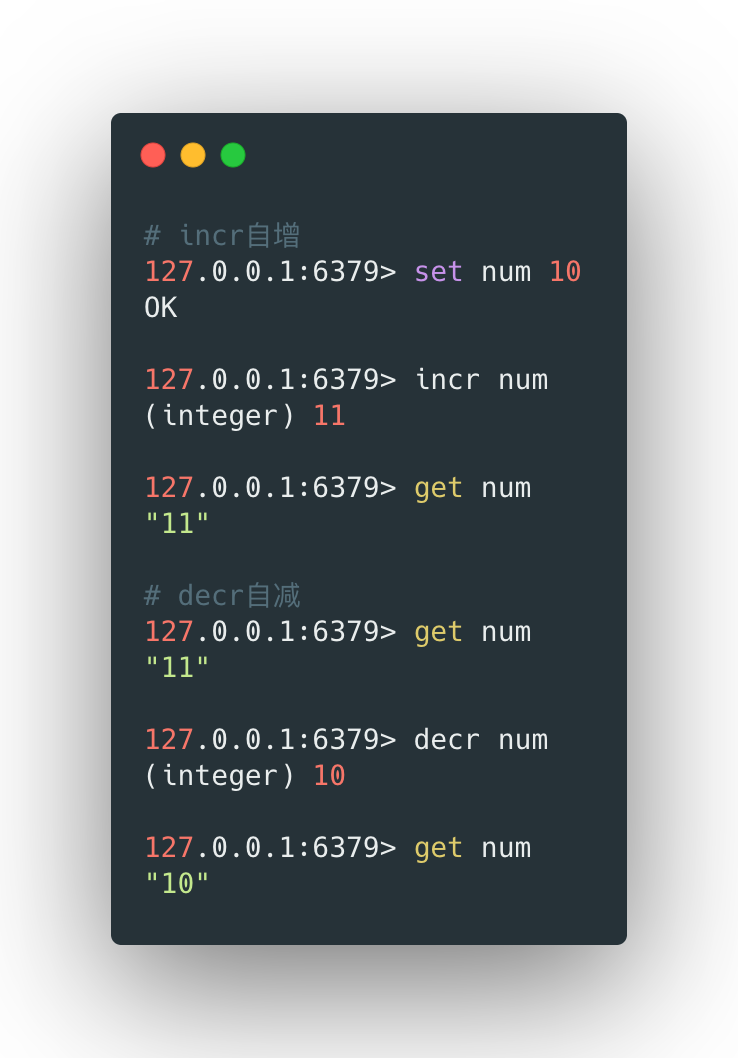 # incr自增
127.0.0.1:6379> set num 10
OK
127.0.0.1:6379> incr num
(integer) 11
127.0.0.1:6379> get num
"11"
# decr自减
127.0.0.1:6379> get num
"11"
127.0.0.1:6379> decr num
(integer) 10
127.0.0.1:6379> get num
"10"